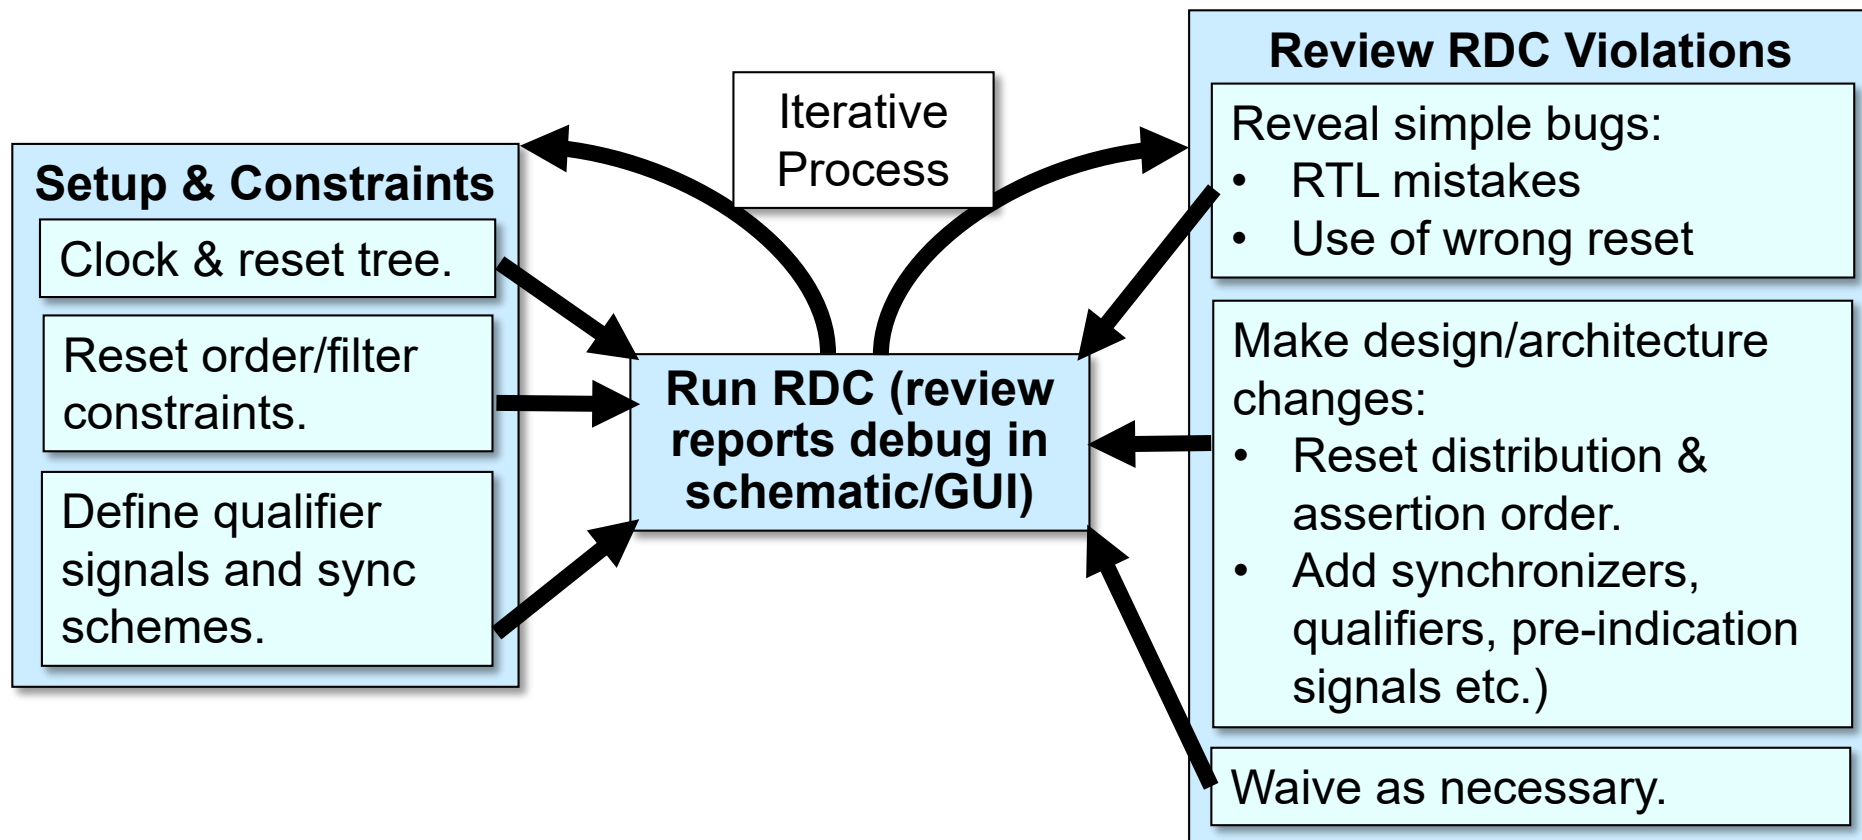 Setup & Constraints
Clock & reset tree.
Reset order/filter
constraints.
Define qualifier
signals and sync
schemes.
Iterative
Process
Run RDC (review
reports debug in
schematic/GUI)
Review RDC Violations
Reveal simple bugs:
• RTL mistakes
• Use of wrong reset
Make design/architecture
changes:
• Reset distribution &
assertion order.
• Add synchronizers,
qualifiers, pre-indication
signals etc.)
Waive as necessary.